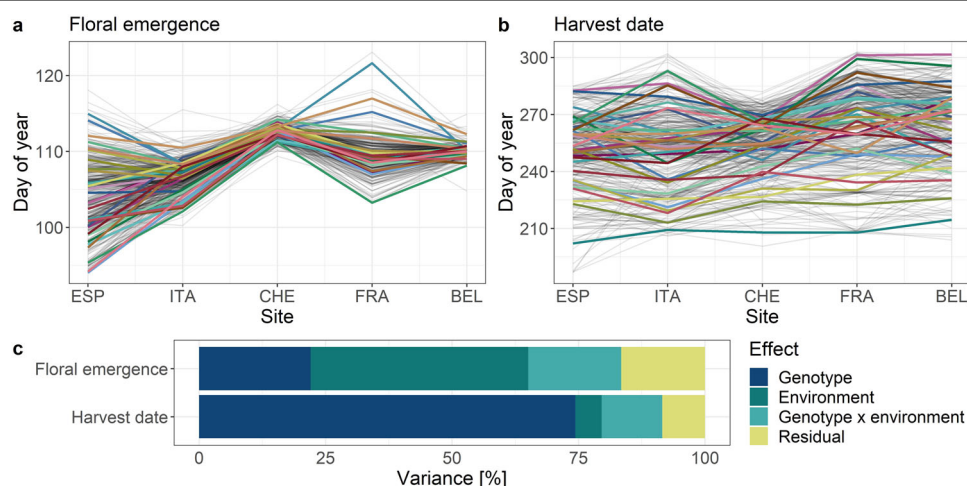 a Floral emergence
Day of year
120
110
100
ESP ITA CHE FRA BEL
Site
b Harvest date
Day of year
300
270
240
210
ESP ITA CHE FRA BEL
Site
c
Floral emergence
Harvest date
0 25 50 75 100
Variance [%]
Effect
Genotype
Environment
Genotype x environment
Residual